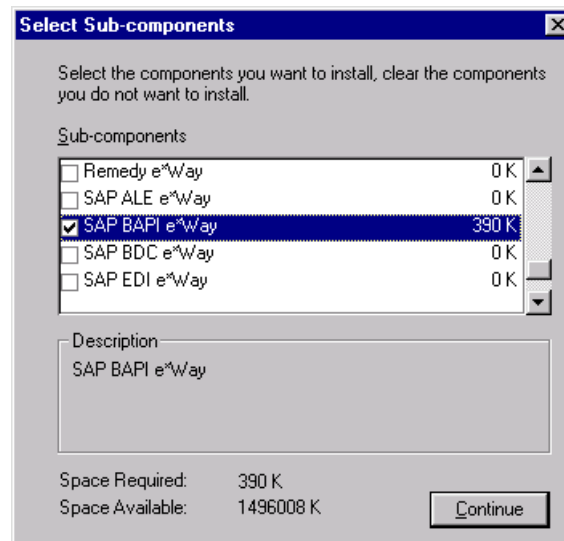 Select Sub-components
Select the components you want to install, clear the components
you do not want to install.
Sub-components
Remedy e*Way 0 K
SAP ALE e*Way 0 K
SAP BAPI e*Way 390 K
SAP BDC e*Way 0 K
SAP EDI e*Way 0 K
Description
SAP BAPI e*Way
Space Required: 390 K
Space Available: 1496008 K
Continue